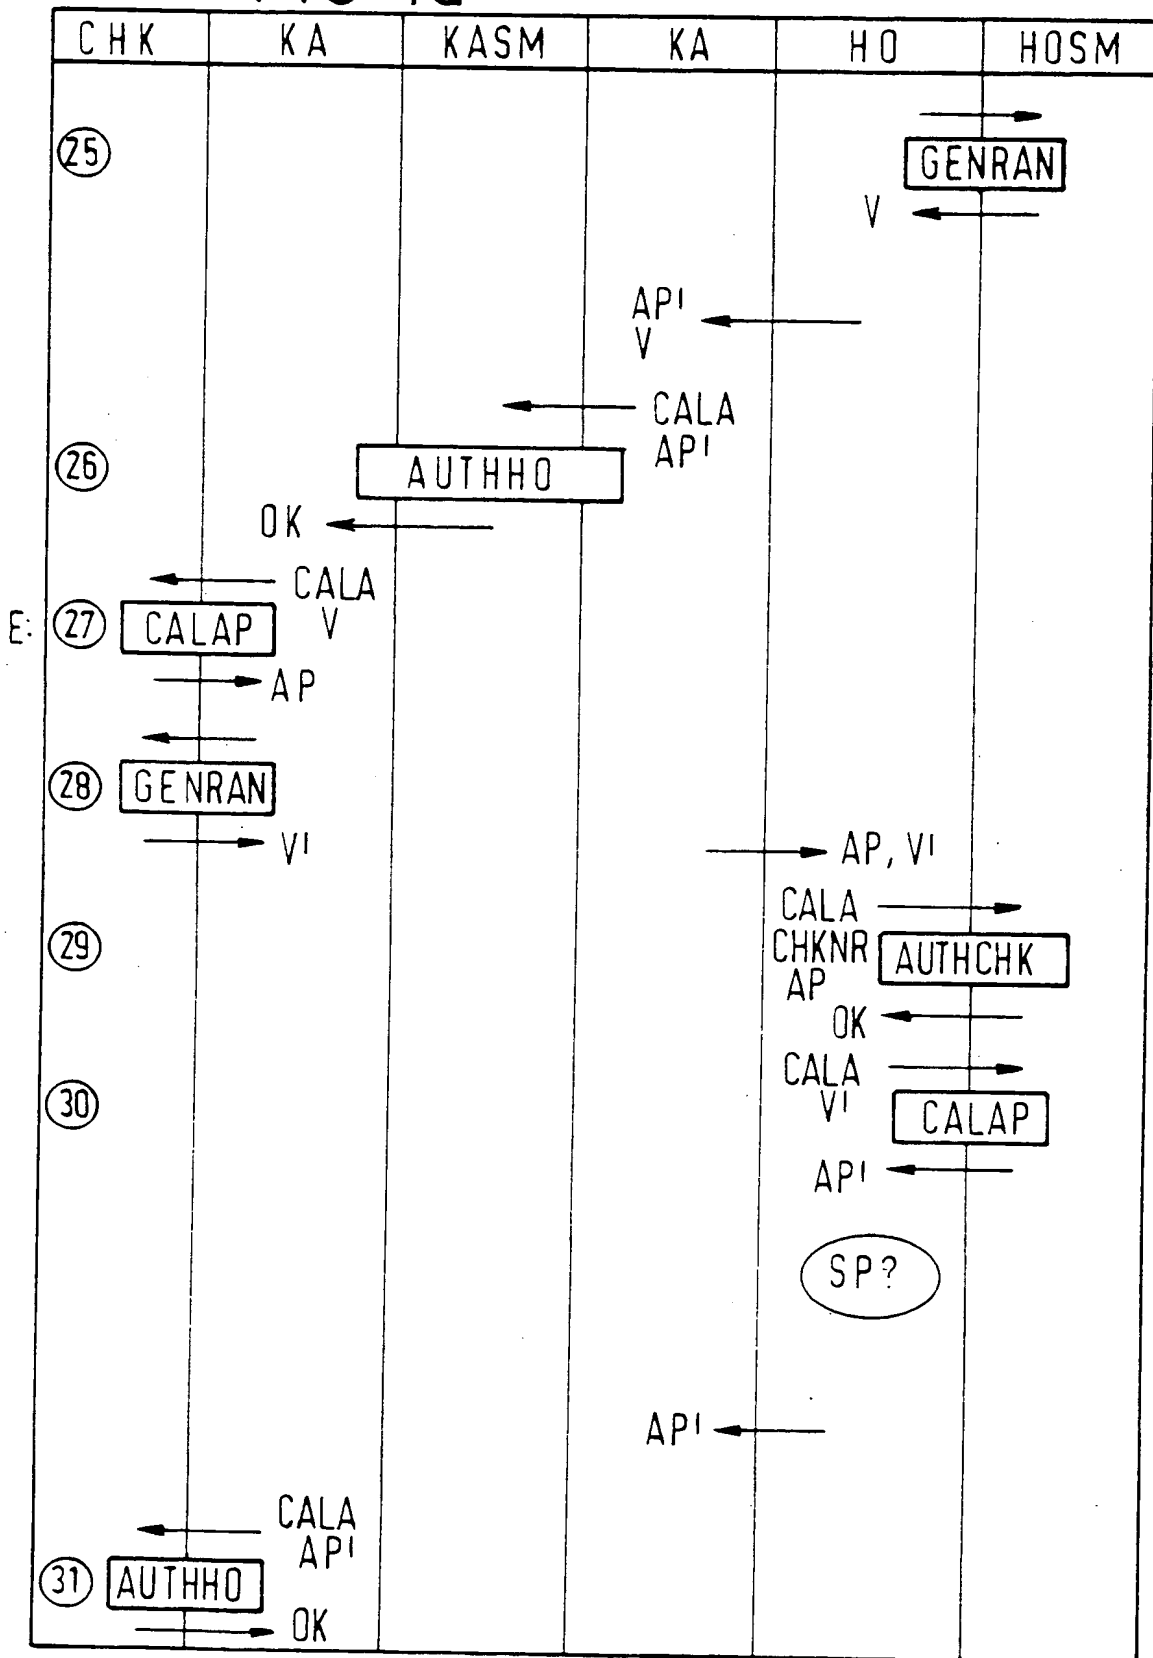 CHK KA KASM KA HO HOSM
25
GENRAN
V
AP'
V
CALA
AP'
26
AUTHHO
OK
CALA
V
E: 27
CALAP
AP
28
GENRAN
V'
AP, V'
CALA
29
CHKNR
AUTHCHK
AP
OK
CALA
V'
30
CALAP
AP'
SP?
AP'
CALA
AP'
31
AUTHHO
OK